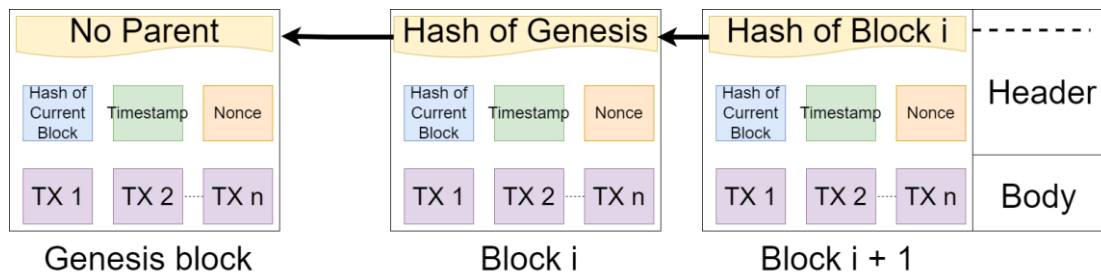 No Parent
Hash of Genesis
Hash of Block i
Hash of
Current
Block
Timestamp
Nonce
Hash of
Current
Block
Timestamp
Nonce
Hash of
Current
Block
Timestamp
Nonce
Header
TX 1
TX 2
TX n
TX 1
TX 2
TX n
TX 1
TX 2
TX n
Body
Genesis block
Block i
Block i + 1